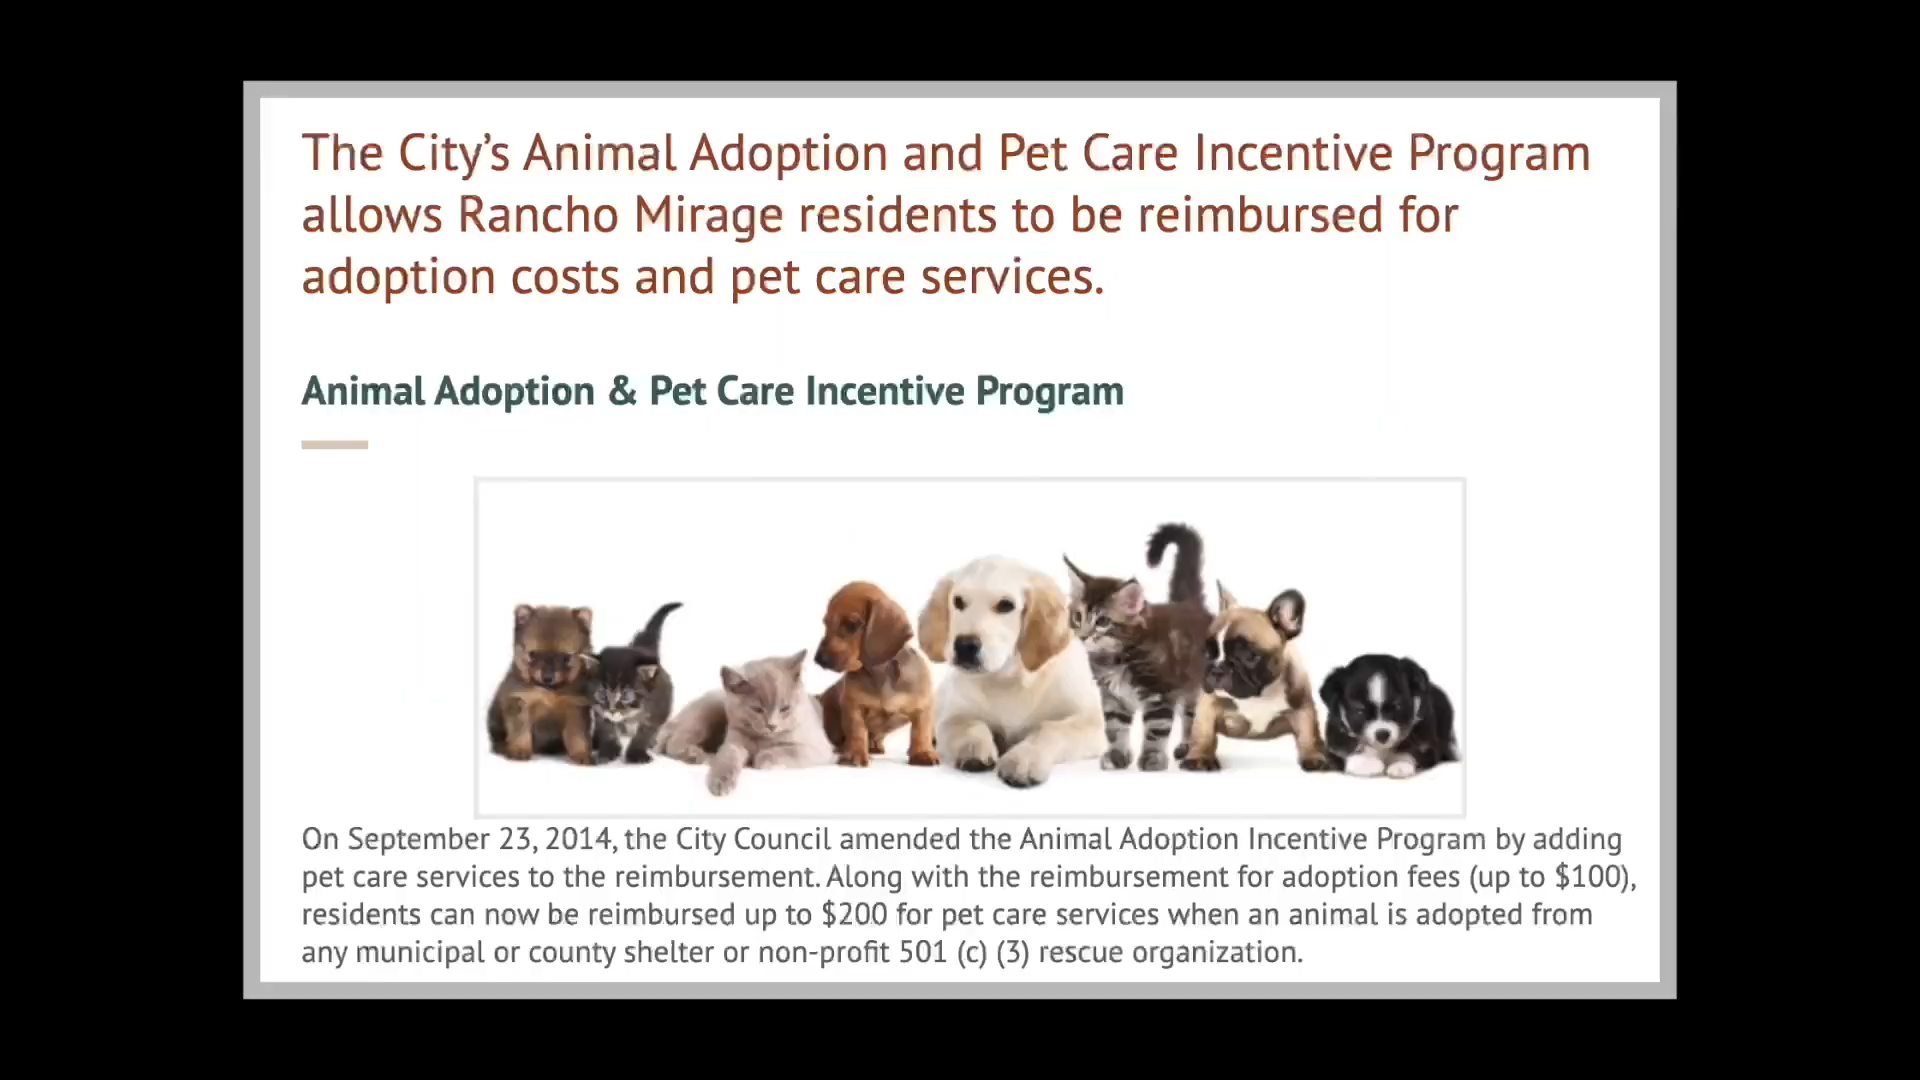 The City’s Animal Adoption and Pet Care Incentive Program
allows Rancho Mirage residents to be reimbursed for
adoption costs and pet care services.
Animal Adoption & Pet Care Incentive Program
On September 23, 2014, the City Council amended the Animal Adoption Incentive Program by adding
pet care services to the reimbursement. Along with the reimbursement for adoption fees (up to $100),
residents can now be reimbursed up to $200 for pet care services when an animal is adopted from
any municipal or county shelter or non-profit 501 (c) (3) rescue organization.